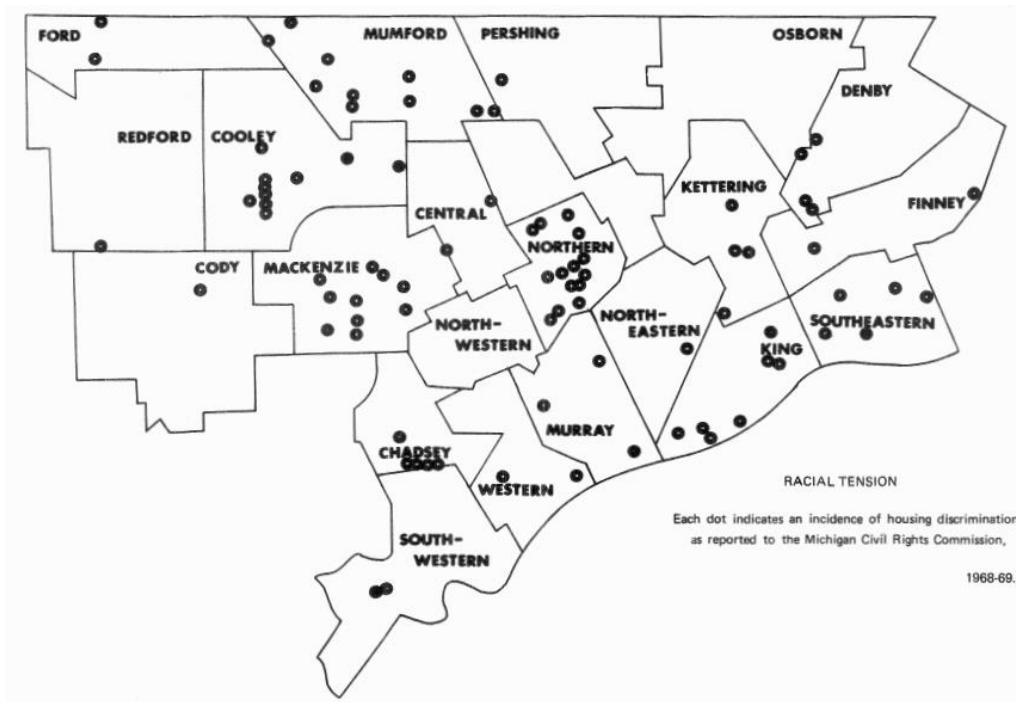 FORD
MUMFORD
PERSHING
OSBORN
DENBY
REDFORD
COOLEY
KETTERING
FINNEY
CENTRAL
NORTHERN
CODY
MACKENZIE
NORTH-
WESTERN
NORTH-
EASTERN
SOUTHEASTERN
KING
MURRAY
CHADSEY
WESTERN
SOUTH-
WESTERN
RACIAL TENSION
Each dot indicates an incidence of housing discrimination
as reported to the Michigan Civil Rights Commission,
1968-69.